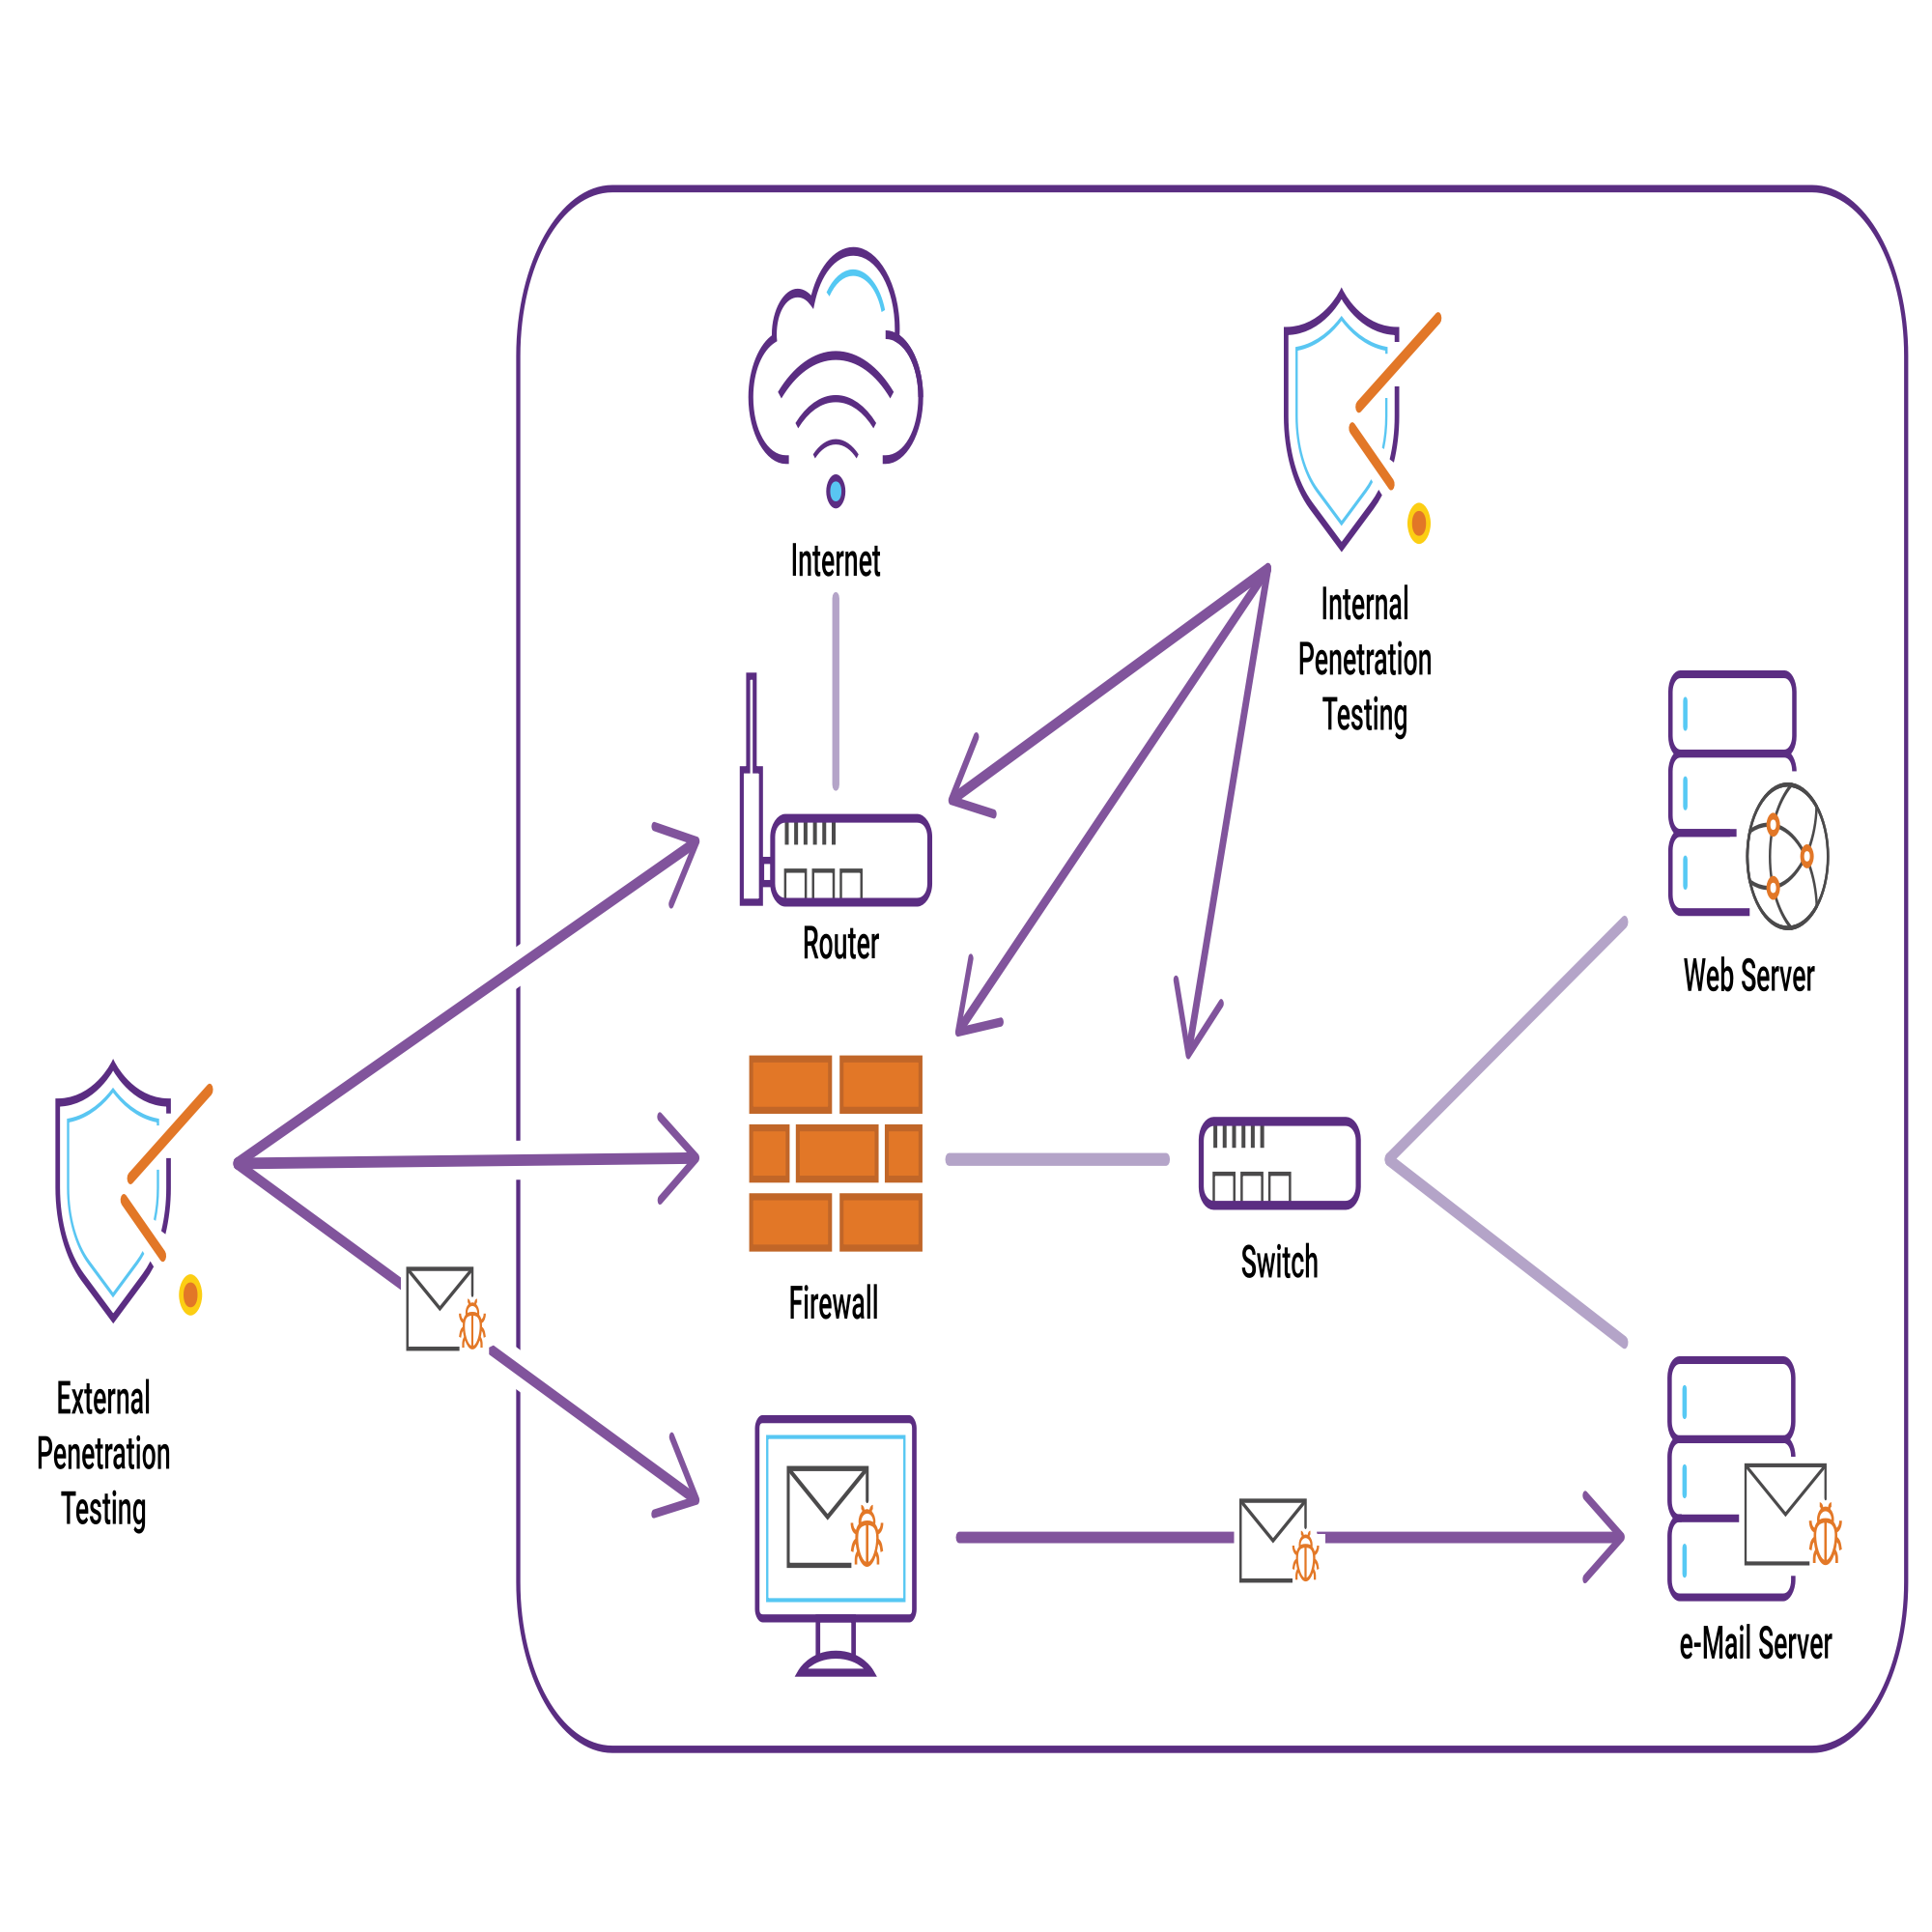 Internet
Internal
Penetration
Testing
Router
Web Server
Switch
Firewall
External
Penetration
Testing
e-Mail Server